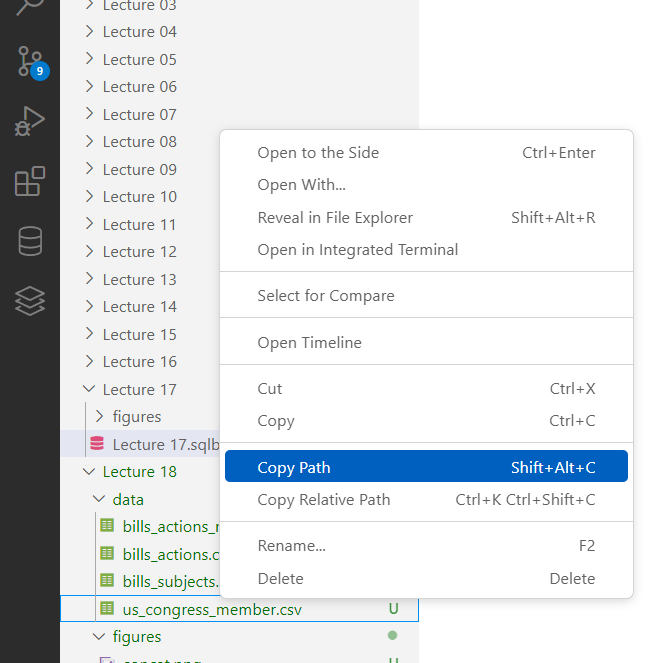 Lecture 03
Lecture 04
Lecture 05
9
Lecture 06
Lecture 07
Lecture 08
Lecture 09
Lecture 10
Lecture 11
Lecture 12
Lecture 13
Lecture 14
Lecture 15
Lecture 16
Lecture 17
figures
Lecture 17.sqlb
Lecture 18
data
bills_actions_r
bills_actions.c
bills_subjects.
us_congress_member.csv U
figures
concat.png U
Open to the Side Ctrl+Enter
Open With...
Reveal in File Explorer Shift+Alt+R
Open in Integrated Terminal
Select for Compare
Open Timeline
Cut Ctrl+X
Copy Ctrl+C
Copy Path Shift+Alt+C
Copy Relative Path Ctrl+K Ctrl+Shift+C
Rename... F2
Delete Delete